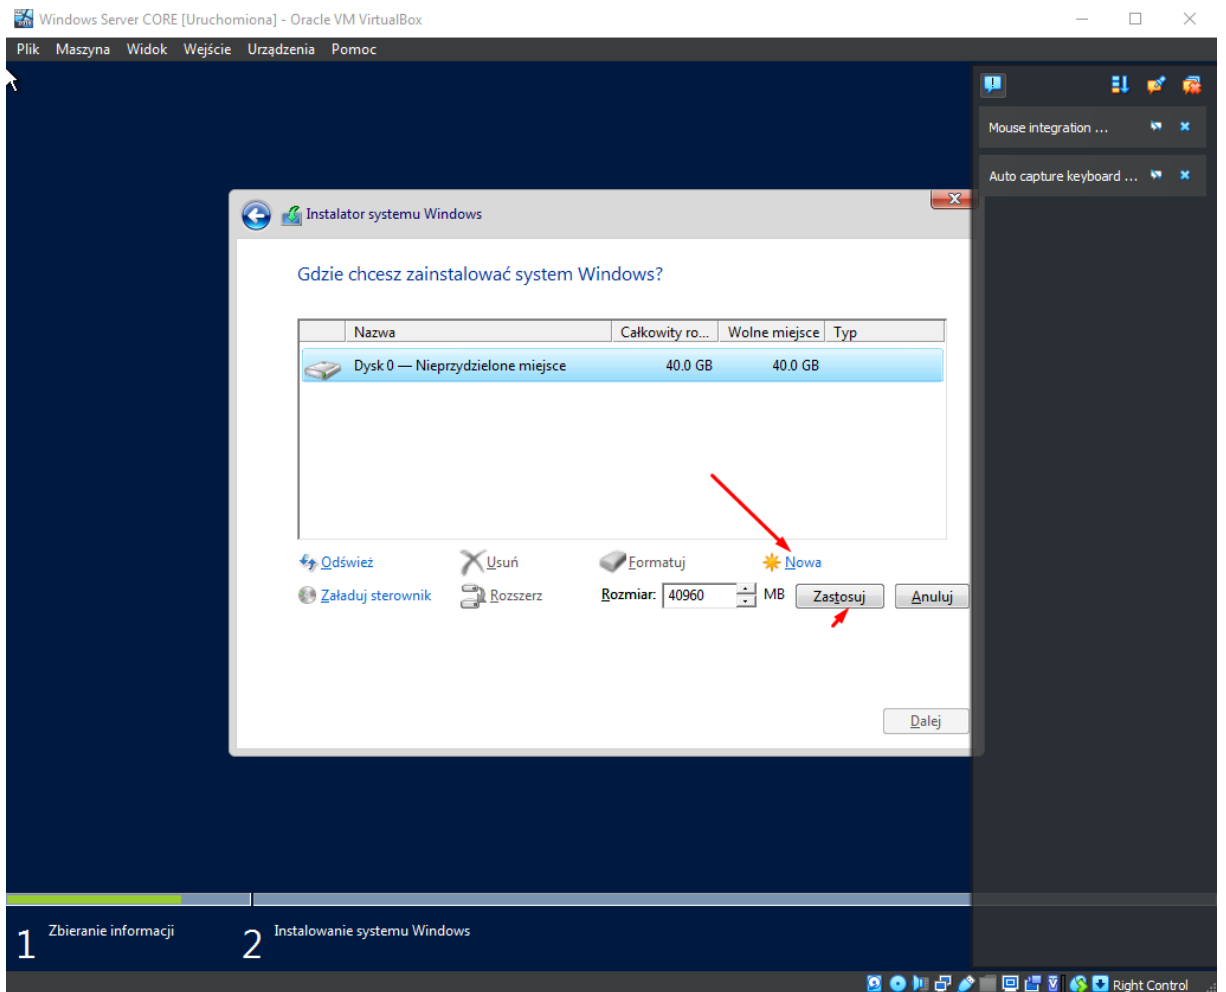 Windows Server CORE [Uruchomiona] - Oracle VM VirtualBox
Plik Maszyna Widok Wejście Urządzenia Pomoc
Mouse integration ...
Auto capture keyboard ...
Instalator systemu Windows
Gdzie chcesz zainstalować system Windows?
Nazwa Całkowity ro... Wolne miejsce Typ
Dysk 0 — Nieprzydzielone miejsce 40.0 GB 40.0 GB
Odśwież Usuń Formatuj Nowa
Załaduj sterownik Rozszerz Rozmiar: 40960 MB Zastosuj Anuluj
Dalej
1 Zbieranie informacji 2 Instalowanie systemu Windows
Right Control